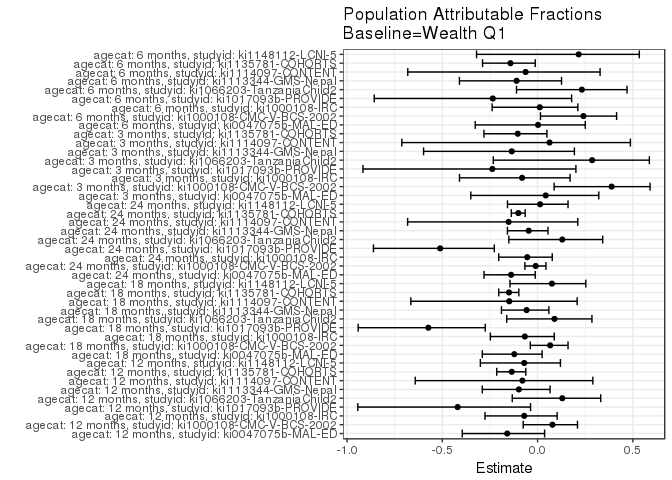 Population Attributable Fractions
Baseline=Wealth Q1
agecat: 6 months, studyid: ki1148112-LCNI-5
agecat: 6 months, studyid: ki1135781-COHORTS
agecat: 6 months, studyid: ki1114097-CONTENT
agecat: 6 months, studyid: ki1113344-GMS-Nepal
agecat: 6 months, studyid: ki1066203-TanzaniaChild2
agecat: 6 months, studyid: ki1017093b-PROVIDE
agecat: 6 months, studyid: ki1000108-IRC
agecat: 6 months, studyid: ki1000108-CMC-V-BCS-2002
agecat: 6 months, studyid: ki0047075b-MAL-ED
agecat: 3 months, studyid: ki1135781-COHORTS
agecat: 3 months, studyid: ki1114097-CONTENT
agecat: 3 months, studyid: ki1113344-GMS-Nepal
agecat: 3 months, studyid: ki1066203-TanzaniaChild2
agecat: 3 months, studyid: ki1017093b-PROVIDE
agecat: 3 months, studyid: ki1000108-IRC
agecat: 3 months, studyid: ki1000108-CMC-V-BCS-2002
agecat: 3 months, studyid: ki0047075b-MAL-ED
agecat: 24 months, studyid: ki1148112-LCNI-5
agecat: 24 months, studyid: ki1135781-COHORTS
agecat: 24 months, studyid: ki1114097-CONTENT
agecat: 24 months, studyid: ki1113344-GMS-Nepal
agecat: 24 months, studyid: ki1066203-TanzaniaChild2
agecat: 24 months, studyid: ki1017093b-PROVIDE
agecat: 24 months, studyid: ki1000108-IRC
agecat: 24 months, studyid: ki1000108-CMC-V-BCS-2002
agecat: 24 months, studyid: ki0047075b-MAL-ED
agecat: 18 months, studyid: ki1148112-LCNI-5
agecat: 18 months, studyid: ki1135781-COHORTS
agecat: 18 months, studyid: ki1114097-CONTENT
agecat: 18 months, studyid: ki1113344-GMS-Nepal
agecat: 18 months, studyid: ki1066203-TanzaniaChild2
agecat: 18 months, studyid: ki1017093b-PROVIDE
agecat: 18 months, studyid: ki1000108-IRC
agecat: 18 months, studyid: ki1000108-CMC-V-BCS-2002
agecat: 18 months, studyid: ki0047075b-MAL-ED
agecat: 12 months, studyid: ki1148112-LCNI-5
agecat: 12 months, studyid: ki1135781-COHORTS
agecat: 12 months, studyid: ki1114097-CONTENT
agecat: 12 months, studyid: ki1113344-GMS-Nepal
agecat: 12 months, studyid: ki1066203-TanzaniaChild2
agecat: 12 months, studyid: ki1017093b-PROVIDE
agecat: 12 months, studyid: ki1000108-IRC
agecat: 12 months, studyid: ki1000108-CMC-V-BCS-2002
agecat: 12 months, studyid: ki0047075b-MAL-ED
-1.0 -0.5 0.0 0.5
Estimate